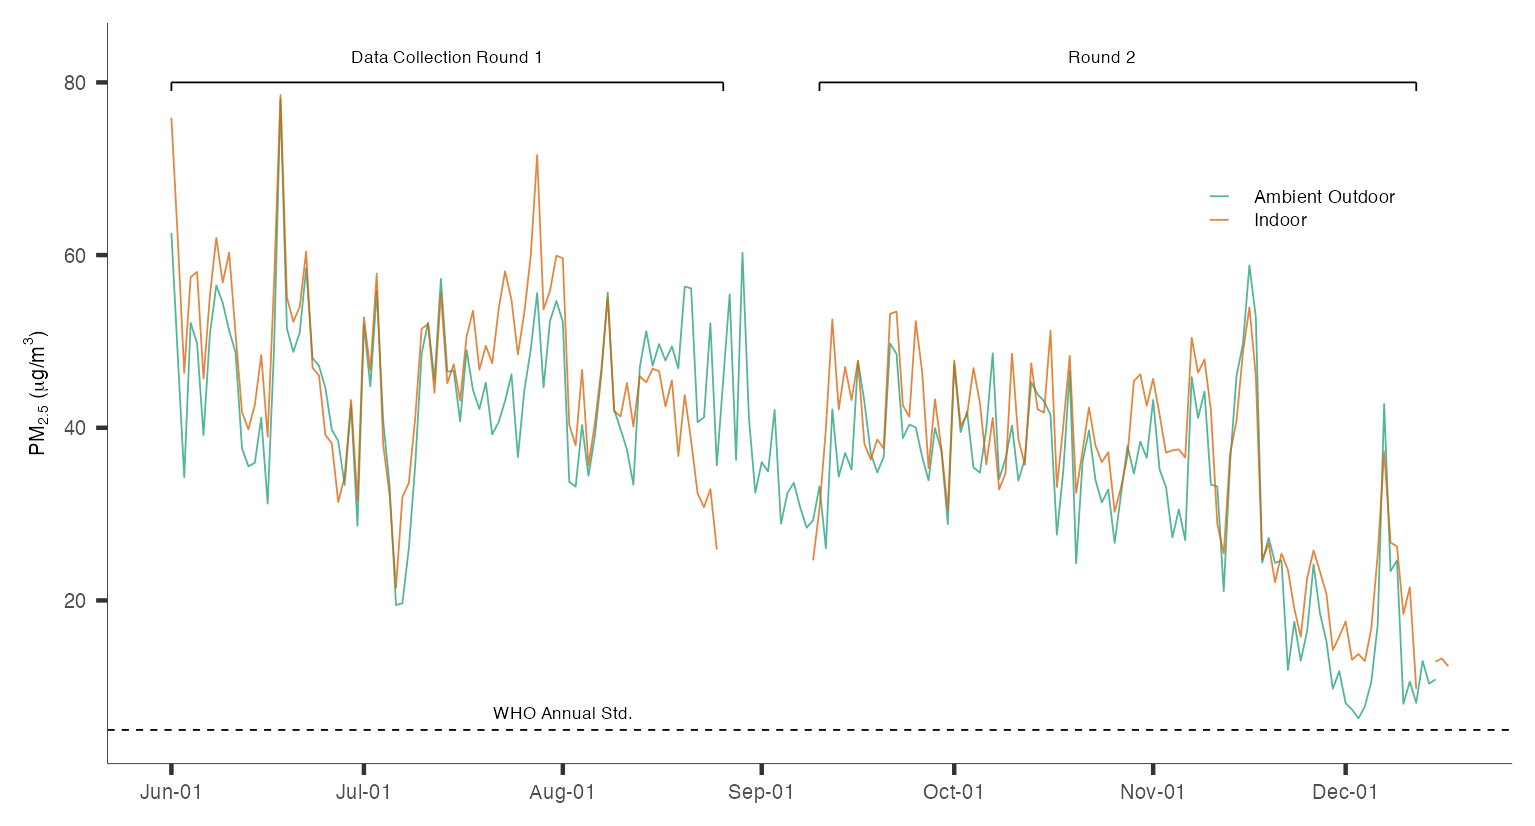 Data Collection Round 1
Round 2
80
60
40
20
PM2.5 (μg/m3)
Ambient Outdoor
Indoor
WHO Annual Std.
Jun-01
Jul-01
Aug-01
Sep-01
Oct-01
Nov-01
Dec-01